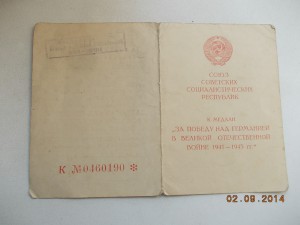 К №0460190 *
СОЮЗ
СОВЕТСКИХ
СОЦИАЛИСТИЧЕСКИХ
РЕСПУБЛИК
К МЕДАЛИ
„ЗА ПОБЕДУ НАД ГЕРМАНИЕЙ
В ВЕЛИКОЙ ОТЕЧЕСТВЕННОЙ
ВОЙНЕ 1941–1945 гг.“
02.09.2014